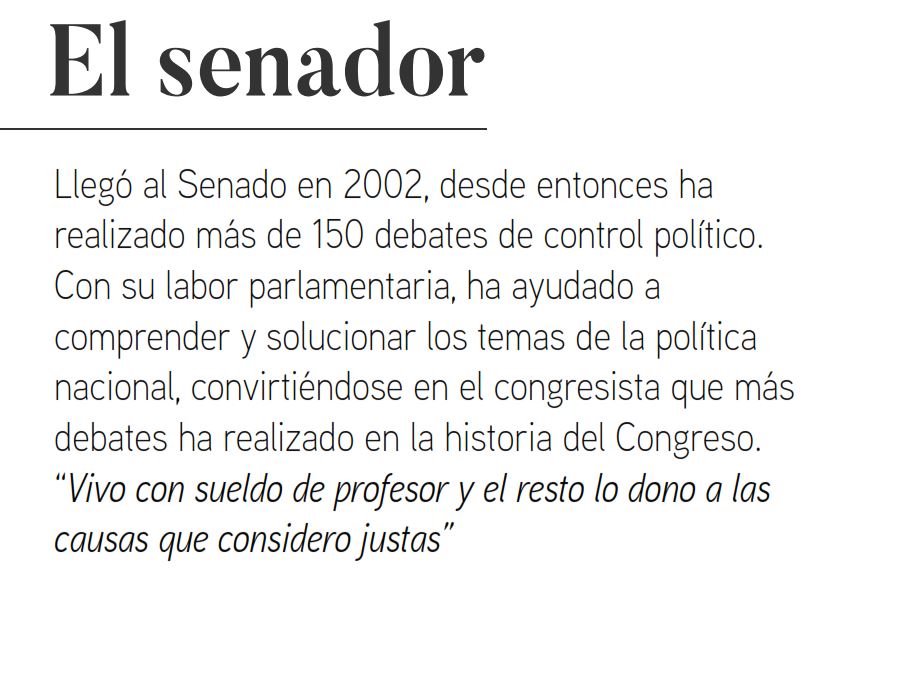 El senador
Llegó al Senado en 2002, desde entonces ha
realizado más de 150 debates de control político.
Con su labor parlamentaria, ha ayudado a
comprender y solucionar los temas de la política
nacional, convirtiéndose en el congresista que más
debates ha realizado en la historia del Congreso.
“Vivo con sueldo de profesor y el resto lo dono a las
causas que considero justas”